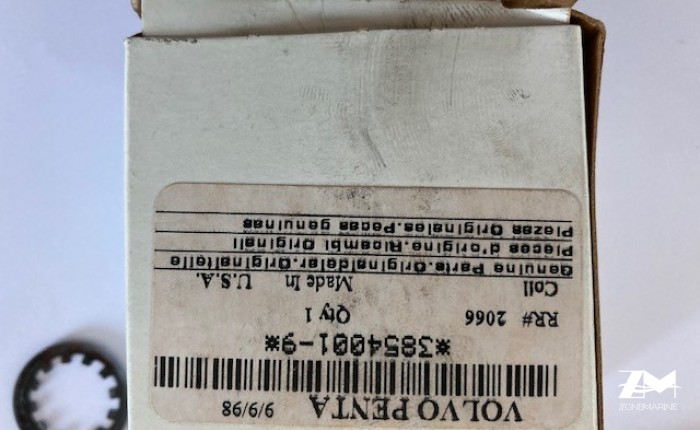 VOLVO PENTA 9/9/98
*3854001-9*
RR# 2066 Qty 1
Coil Made In U.S.A.
Genuine Parts.Originaldelar.Originalteile
Pieces d'origine.Ricambi Originali
Piezas Originales.Pecas genuinas
ZM
ZONEMARINE